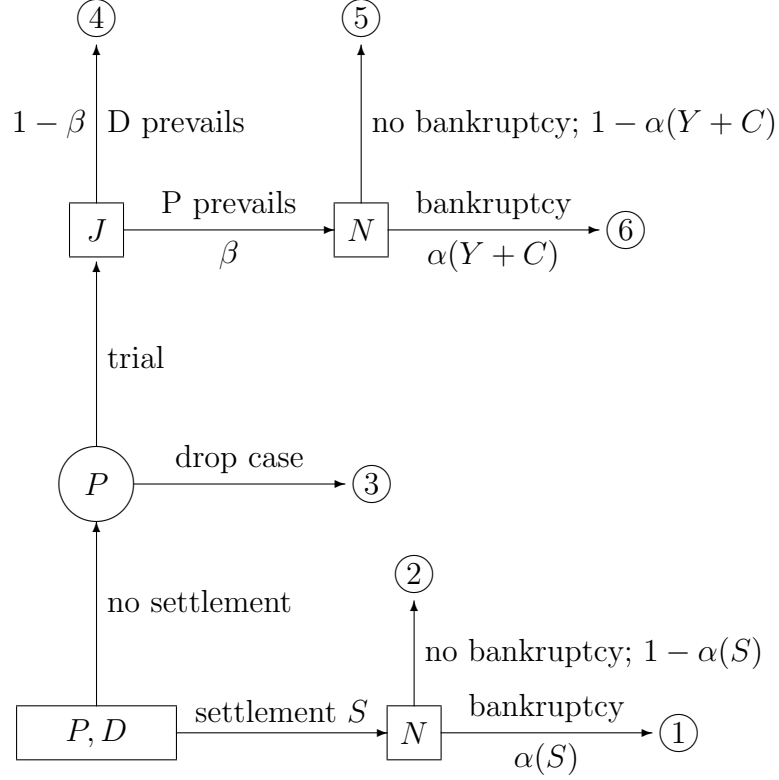 ④ ⑤
1 − β D prevails no bankruptcy; 1 − α(Y + C)
P prevails bankruptcy
J N ⑥
β α(Y + C)
trial
drop case
P ③
②
no settlement
no bankruptcy; 1 − α(S)
settlement S bankruptcy
P, D N ①
α(S)